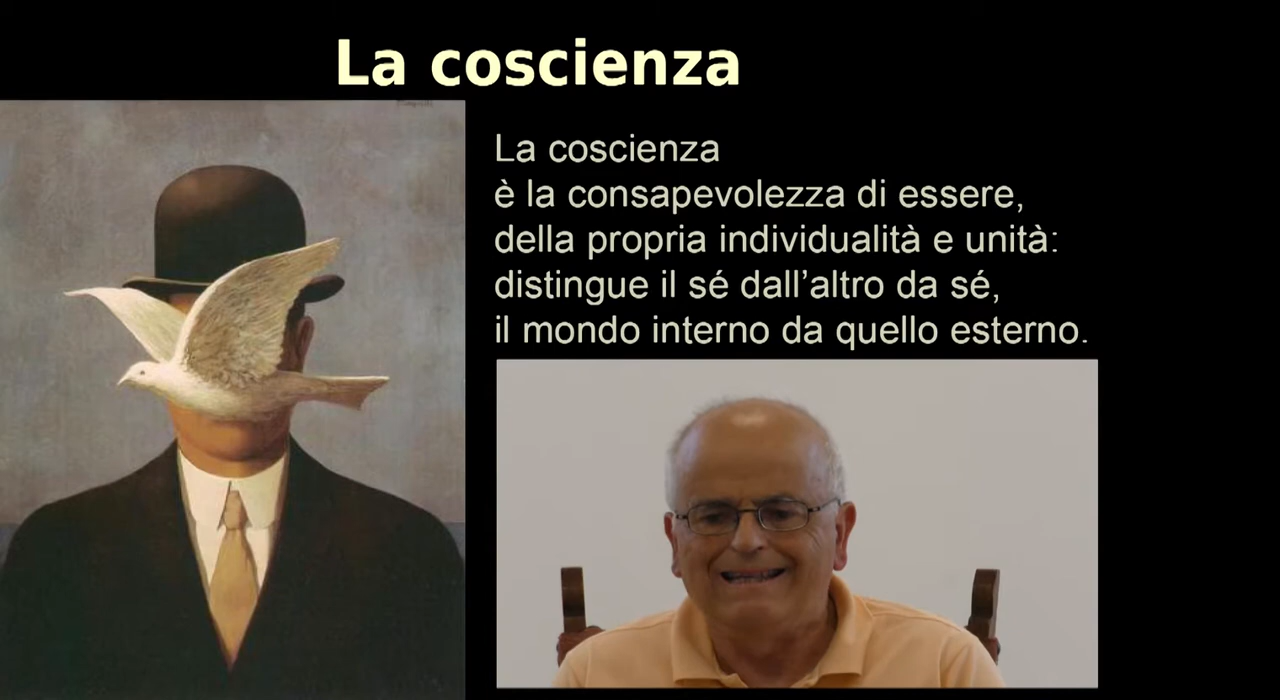 La coscienza
La coscienza
è la consapevolezza di essere,
della propria individualità e unità:
distingue il sé dall’altro da sé,
il mondo interno da quello esterno.